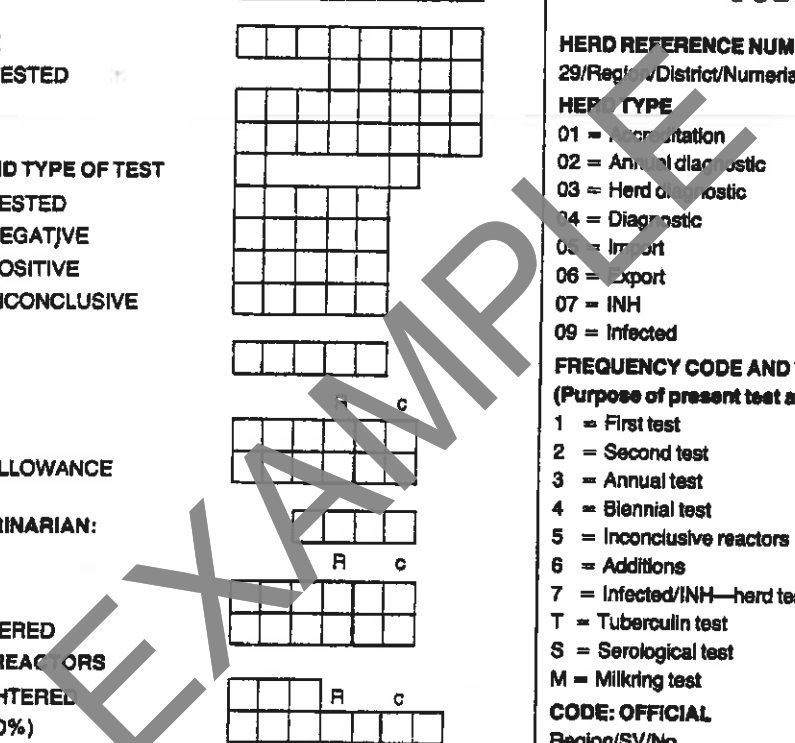 ESTED
ND TYPE OF TEST
ESTED
EGATIVE
OSITIVE
NCONCLUSIVE
R c
LLOWANCE
RINARIAN:
R c
ERED
REACTORS
HTERED R c
0%)
HERD REFERENCE NUM
29/Region/District/Numeria
HERD TYPE
01 = Accreditation
02 = Annual diagnostic
03 = Herd diagnostic
04 = Diagnostic
05 = Import
06 = Export
07 = INH
09 = Infected
FREQUENCY CODE AND
(Purpose of present test a
1 = First test
2 = Second test
3 = Annual test
4 = Biennial test
5 = Inconclusive reactors
6 = Additions
7 = Infected/INH—herd te
T = Tuberculin test
S = Serological test
M = Milkring test
CODE: OFFICIAL
Region/SV/No
EXAMPLE